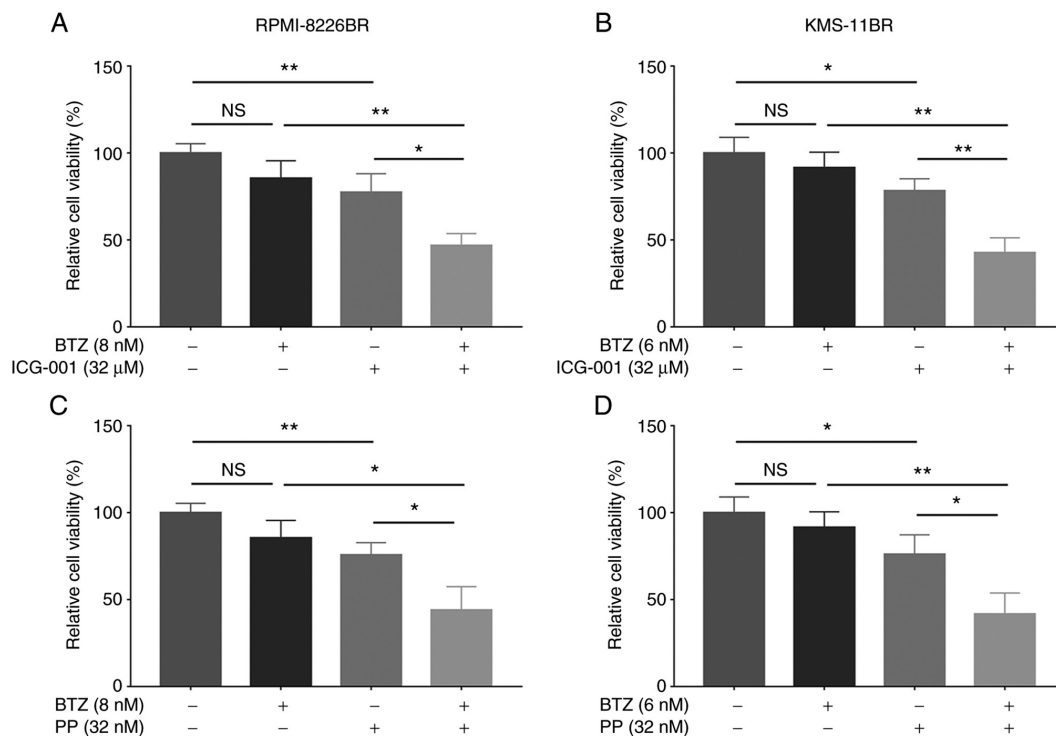 A
RPMI-8226BR
Relative cell viability (%)
150
100
50
0
**
NS
**
*
BTZ (8 nM) – + – +
ICG-001 (32 μM) – – + +
B
KMS-11BR
Relative cell viability (%)
150
100
50
0
*
NS
**
**
BTZ (6 nM) – + – +
ICG-001 (32 μM) – – + +
C
Relative cell viability (%)
150
100
50
0
**
NS
*
*
BTZ (8 nM) – + – +
PP (32 nM) – – + +
D
Relative cell viability (%)
150
100
50
0
*
NS
**
*
BTZ (6 nM) – + – +
PP (32 nM) – – + +